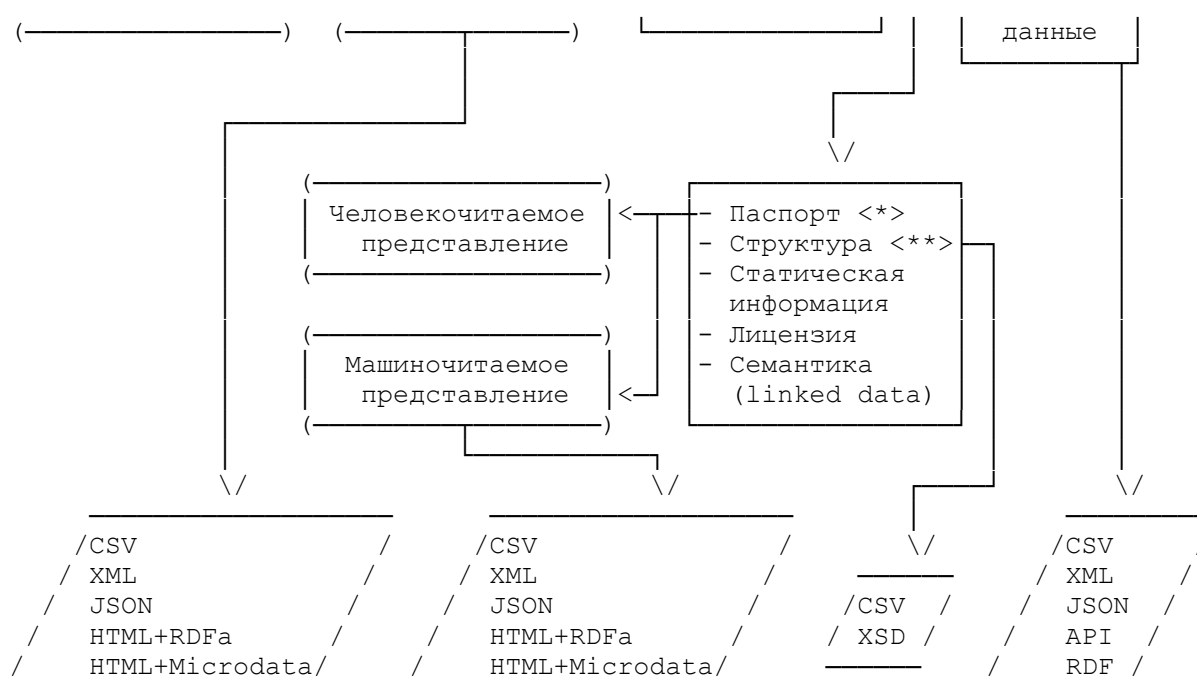 данные
Человекочитаемое
представление
- Паспорт <*>
- Структура <**>
- Статическая
информация
- Лицензия
- Семантика
(linked data)
Машиночитаемое
представление
CSV
XML
JSON
HTML+RDFa
HTML+Microdata
CSV
XML
JSON
HTML+RDFa
HTML+Microdata
CSV
XSD
CSV
XML
JSON
API
RDF